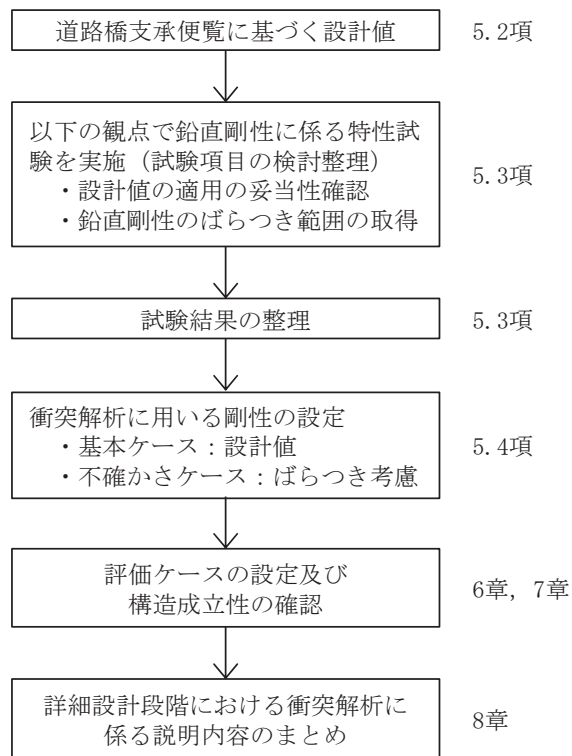 道路橋支承便覧に基づく設計値
5.2項
以下の観点で鉛直剛性に係る特性試
験を実施（試験項目の検討整理）
・設計値の適用の妥当性確認
・鉛直剛性のばらつき範囲の取得
5.3項
試験結果の整理
5.3項
衝突解析に用いる剛性の設定
・基本ケース：設計値
・不確かさケース：ばらつき考慮
5.4項
評価ケースの設定及び
構造成立性の確認
6章, 7章
詳細設計段階における衝突解析に
係る説明内容のまとめ
8章